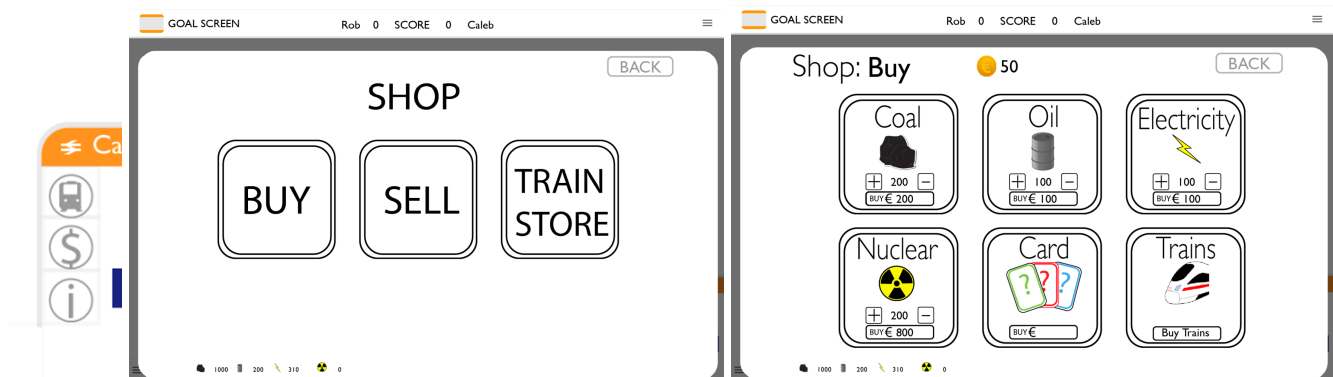 Ca
GOAL SCREEN Rob 0 SCORE 0 Caleb
BACK
SHOP
BUY SELL TRAIN STORE
1000 200 310 0
GOAL SCREEN Rob 0 SCORE 0 Caleb
Shop: Buy 50 BACK
Coal Oil Electricity
+ 200 − + 100 − + 100 −
BUY € 200 BUY € 100 BUY € 100
Nuclear Card Trains
? ? ?
+ 200 −
BUY € 800 BUY € Buy Trains
1000 200 310 0